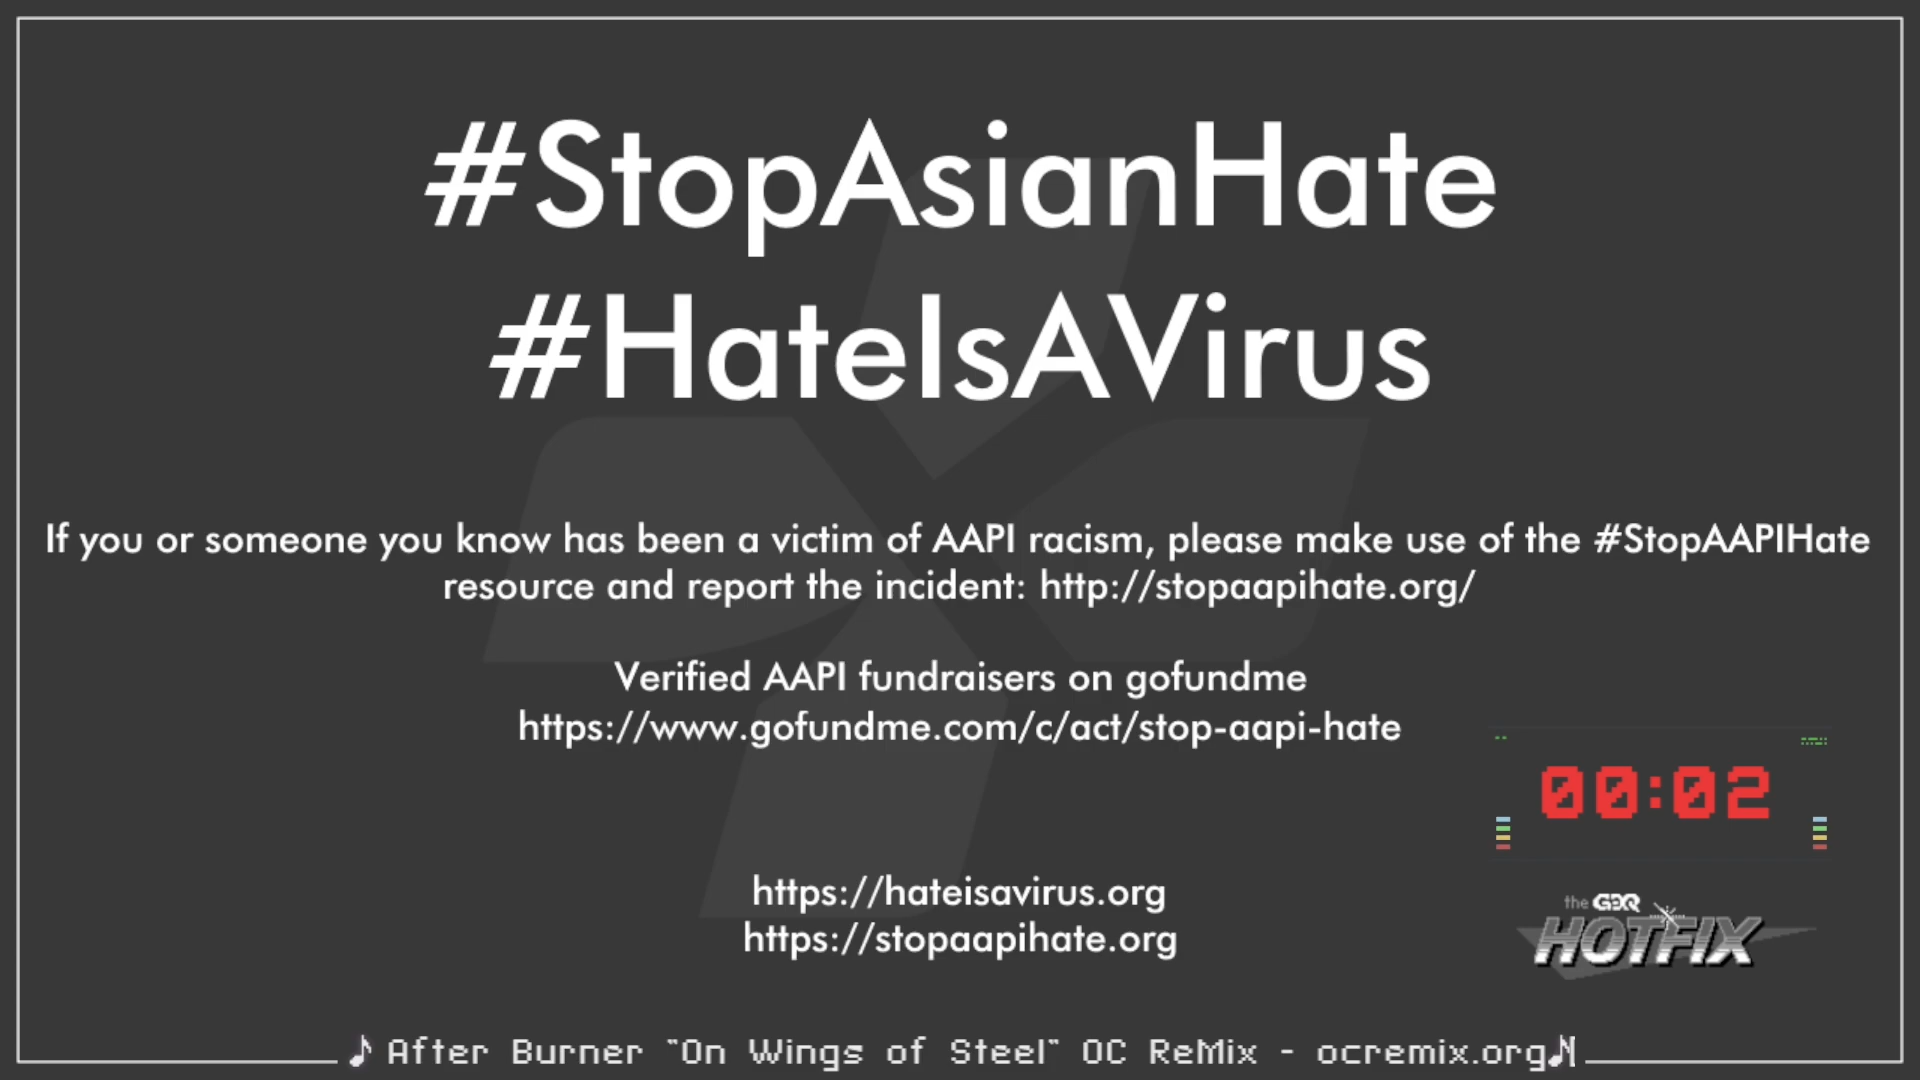 #StopAsianHate
#HateIsAVirus
If you or someone you know has been a victim of AAPI racism, please make use of the #StopAAPIHate
resource and report the incident: http://stopaapihate.org/
Verified AAPI fundraisers on gofundme
https://www.gofundme.com/c/act/stop-aapi-hate
00:02
https://hateisavirus.org
https://stopaapihate.org
the GDQ
HOTFIX
♪ After Burner "On Wings of Steel" OC ReMix - ocremix.org♪